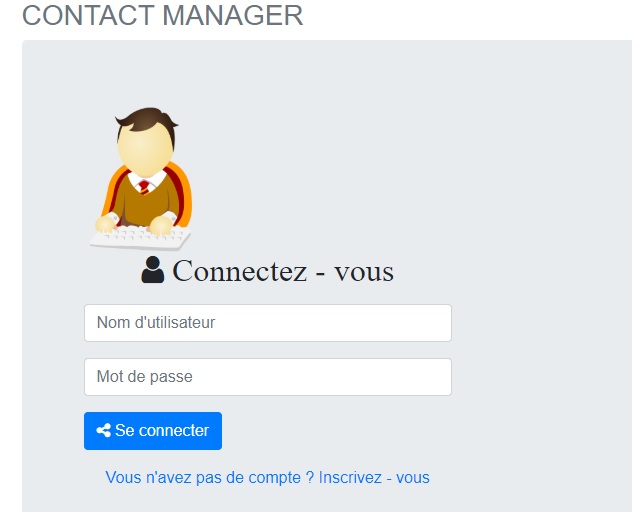 CONTACT MANAGER
Connectez - vous
Nom d'utilisateur
Mot de passe
Se connecter
Vous n'avez pas de compte ? Inscrivez - vous